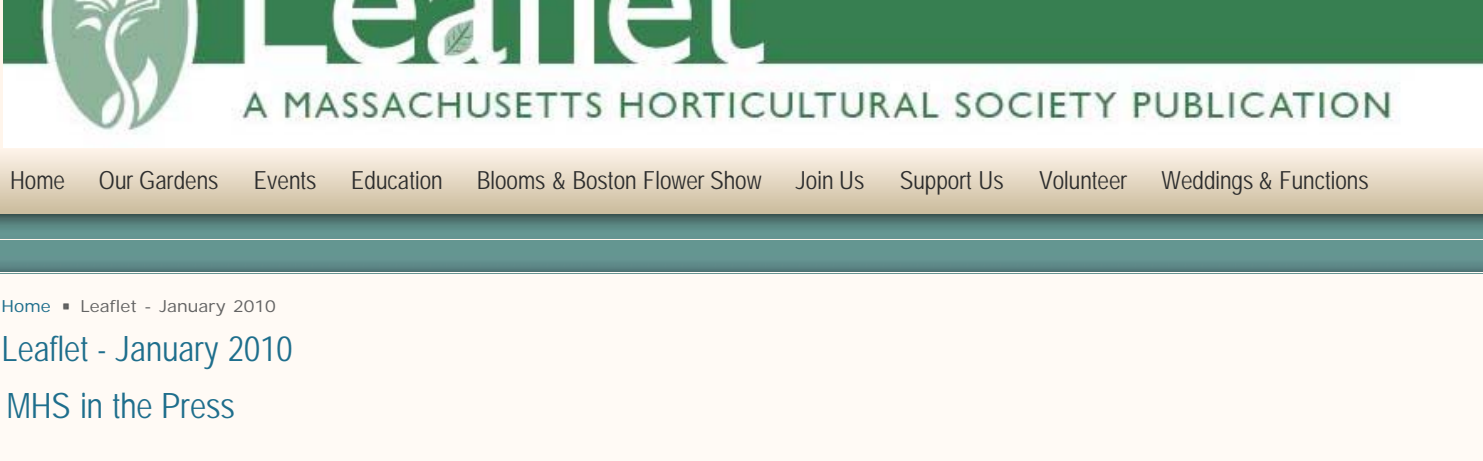 Leaflet
A MASSACHUSETTS HORTICULTURAL SOCIETY PUBLICATION
Home Our Gardens Events Education Blooms & Boston Flower Show Join Us Support Us Volunteer Weddings & Functions
Home ▪ Leaflet - January 2010
Leaflet - January 2010
MHS in the Press